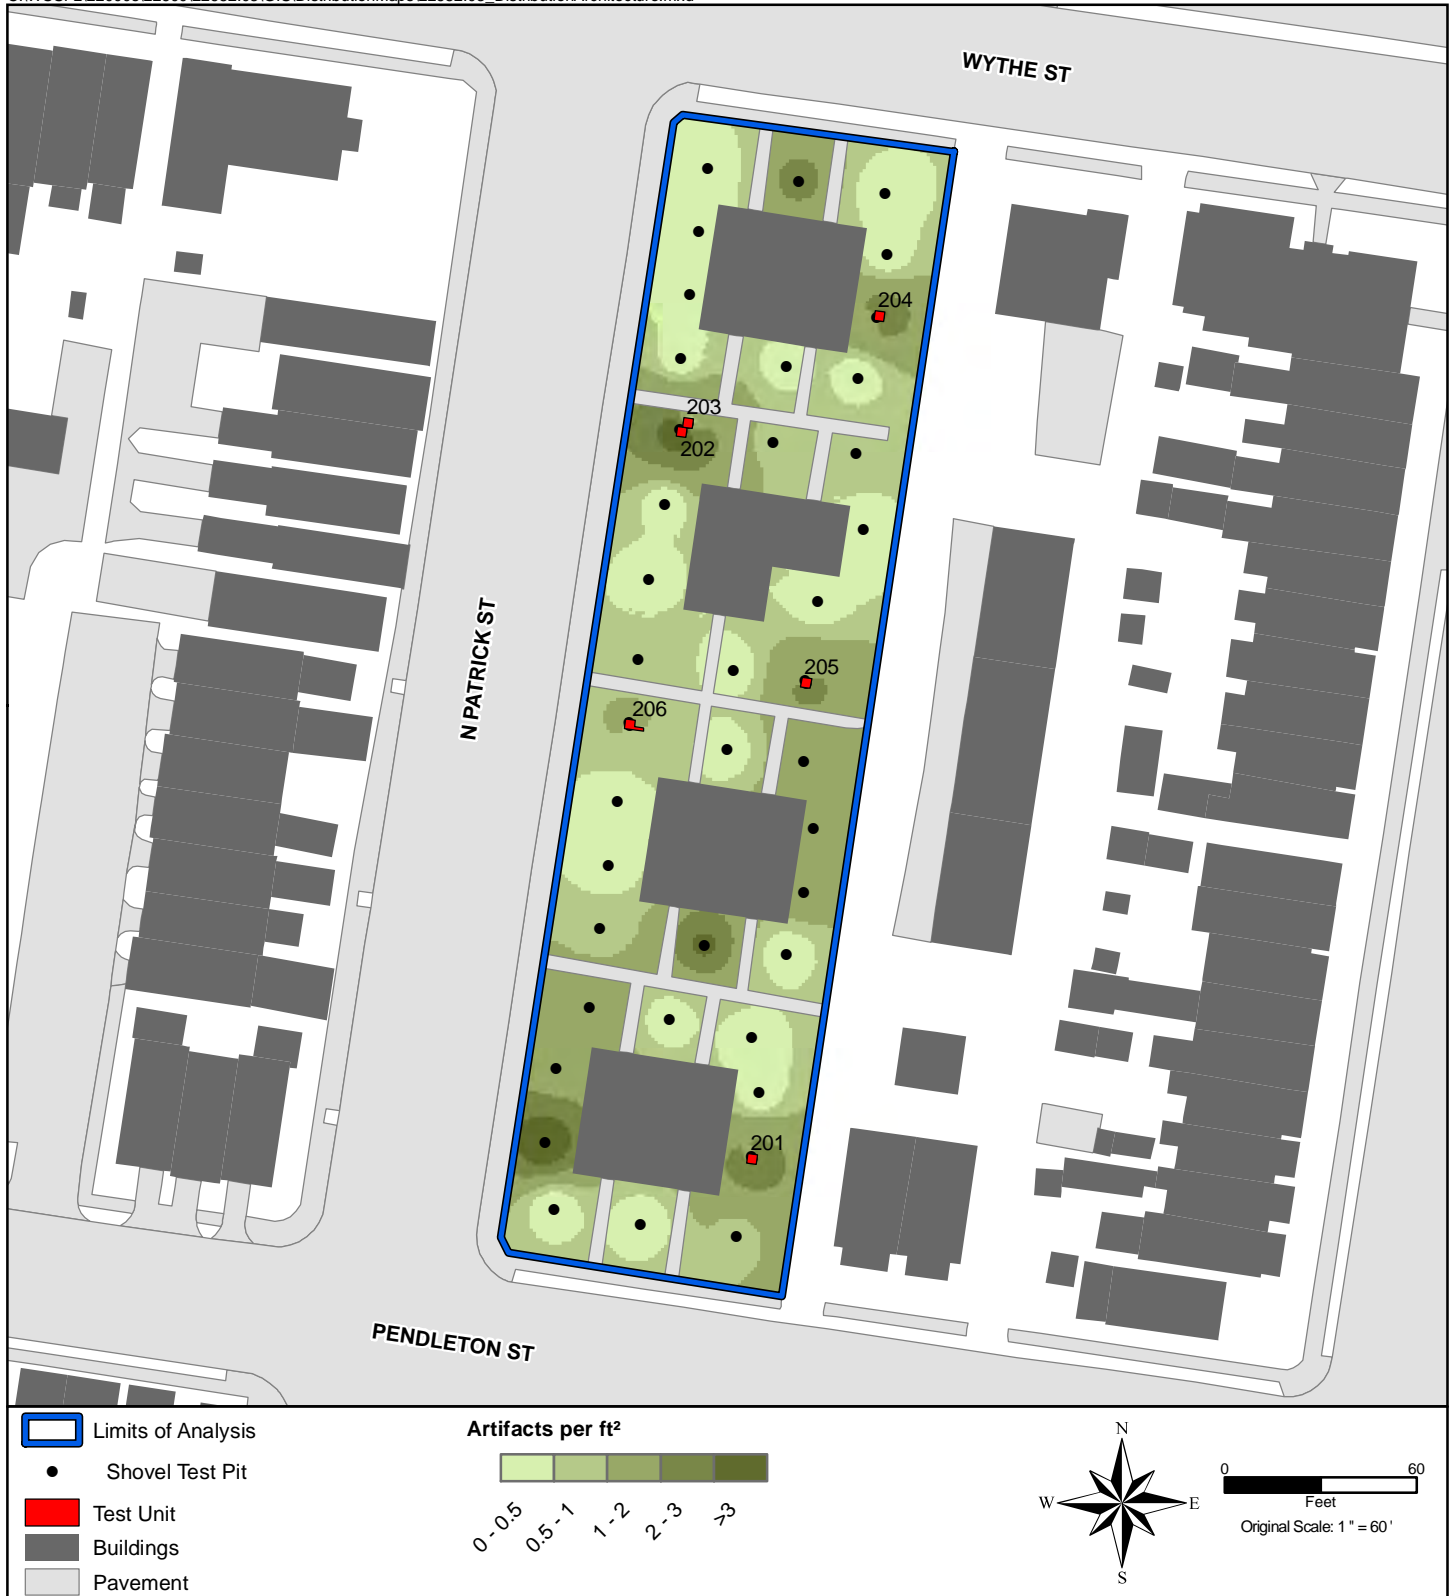 WYTHE ST
204
203
202
N PATRICK ST
205
206
201
PENDLETON ST
Limits of Analysis
Shovel Test Pit
Test Unit
Buildings
Pavement
Artifacts per ft²
0 - 0.5
0.5 - 1
1 - 2
2 - 3
>3
N
W
E
S
0
60
Feet
Original Scale: 1 " = 60 '